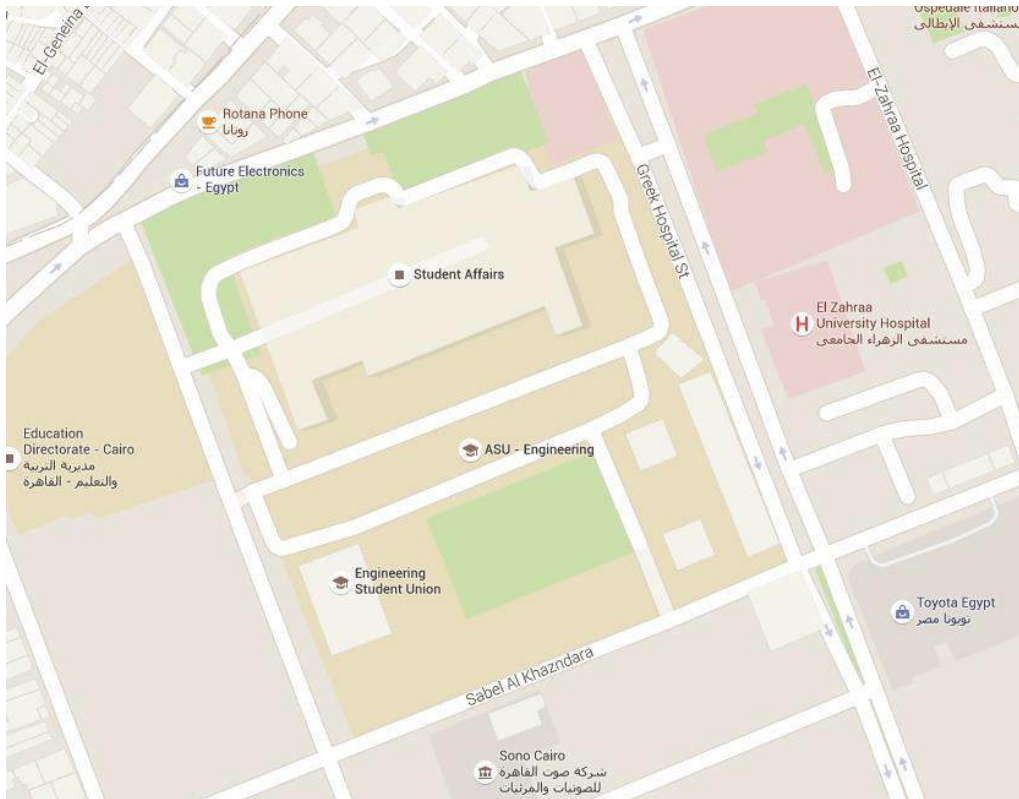 Ospedale Italiano
مستشفى الإيطالى
El-Geneina
Rotana Phone
روتانا
Future Electronics
- Egypt
El-Zahraa Hospital
Greek Hospital St
Student Affairs
El Zahraa
University Hospital
مستشفى الزهراء الجامعى
H
Education
Directorate - Cairo
مديرية التربية
والتعليم - القاهرة
ASU - Engineering
Engineering
Student Union
Toyota Egypt
تويوتا مصر
Sabel Al Khazndara
Sono Cairo
شركة صوت القاهرة
للصوتيات والمرئيات